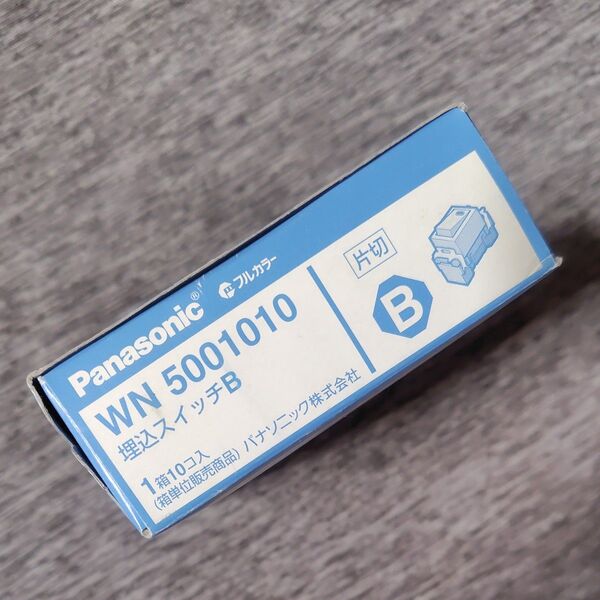 Panasonic® フルカラー
WN 5001010
埋込スイッチB
1箱10コ入
(箱単位販売商品) パナソニック株式会社
片切
B